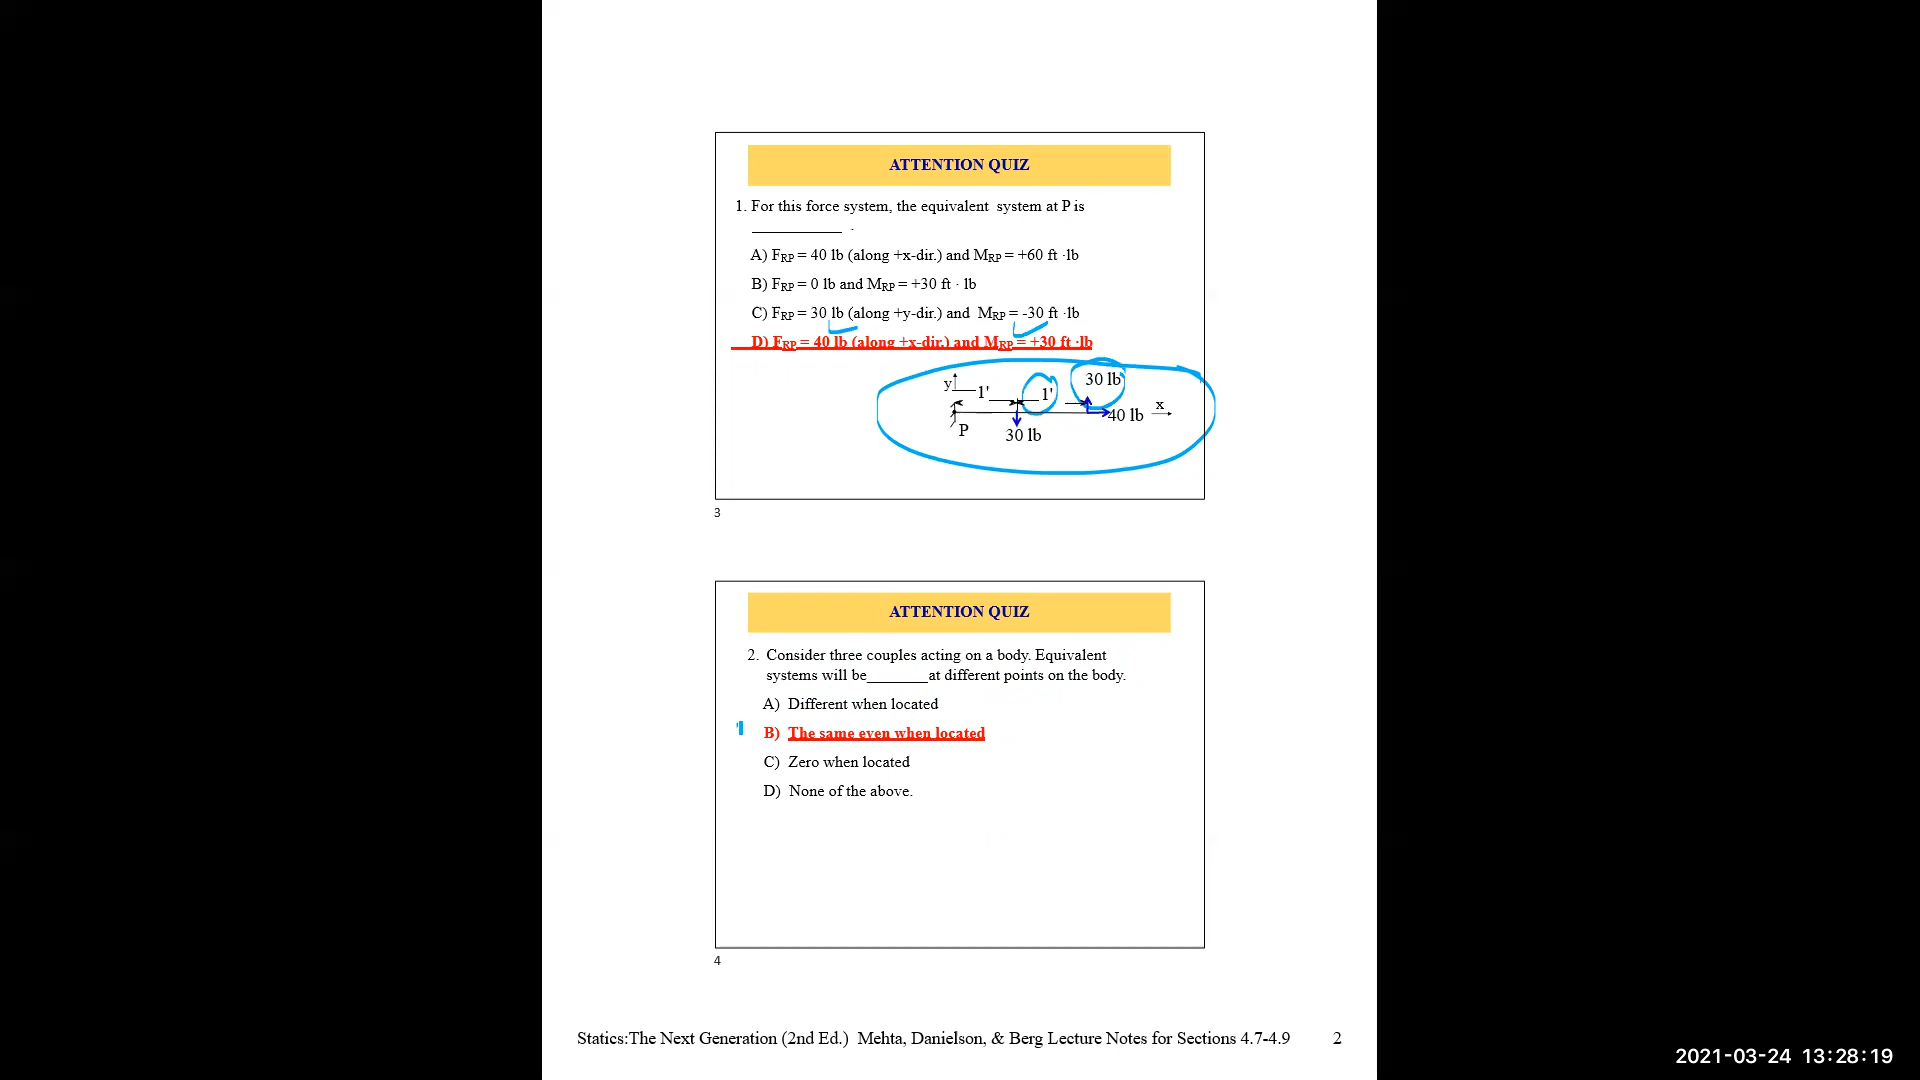 ATTENTION QUIZ
1. For this force system, the equivalent system at P is
___________ .
A) FRP = 40 lb (along +x-dir.) and MRP = +60 ft ·lb
B) FRP = 0 lb and MRP = +30 ft · lb
C) FRP = 30 lb (along +y-dir.) and MRP = -30 ft ·lb
D) FRP = 40 lb (along +x-dir.) and MRP = +30 ft ·lb
30 lb
y 1' 1'
40 lb x
P 30 lb
3
ATTENTION QUIZ
2. Consider three couples acting on a body. Equivalent
systems will be________at different points on the body.
A) Different when located
B) The same even when located
C) Zero when located
D) None of the above.
4
Statics:The Next Generation (2nd Ed.) Mehta, Danielson, & Berg Lecture Notes for Sections 4.7-4.9 2
2021-03-24 13:28:19